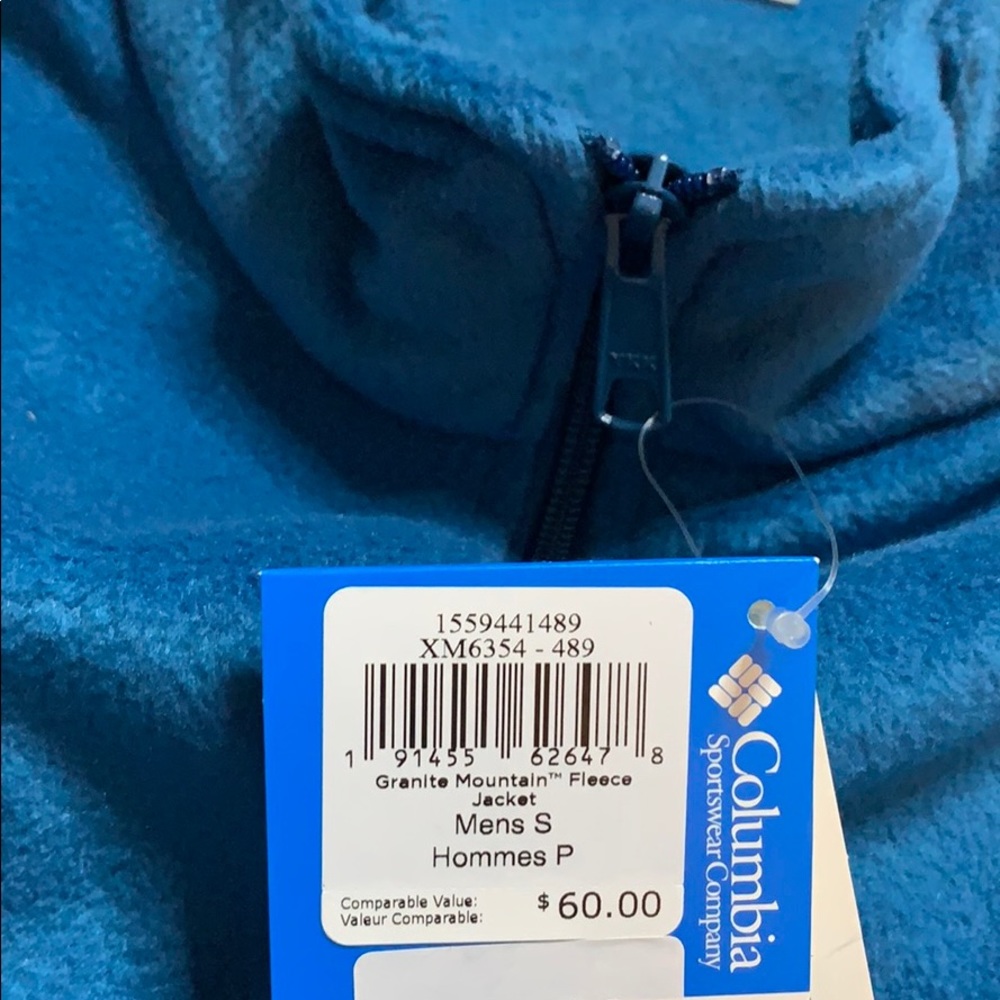 1559441489
XM6354 - 489
1 91455 62647 8
Granite Mountain™ Fleece
Jacket
Mens S
Hommes P
Comparable Value:
Valeur Comparable:
$60.00
Columbia
Sportswear Company